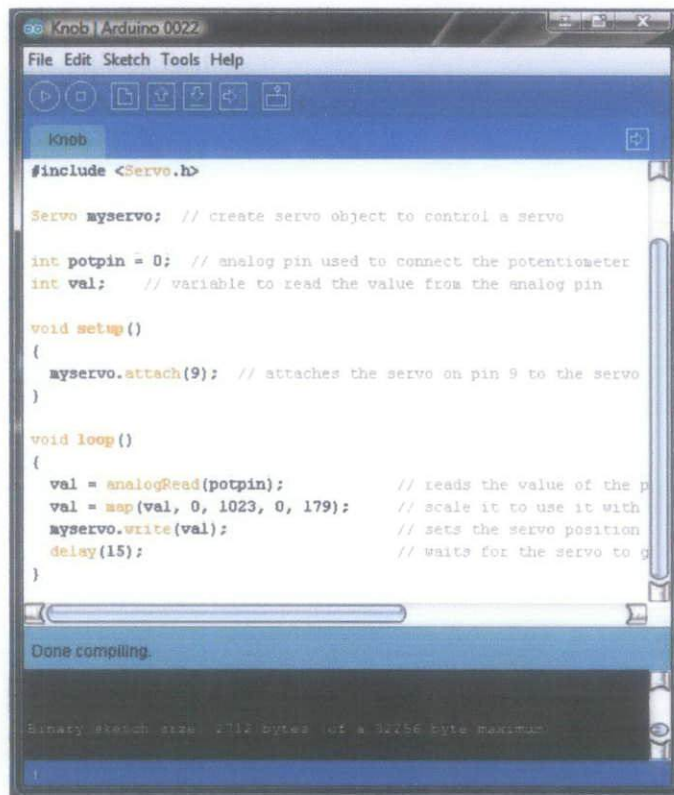 Knob | Arduino 0022
File Edit Sketch Tools Help
Knob
#include <Servo.h>
Servo myservo;  // create servo object to control a servo
int potpin = 0;  // analog pin used to connect the potentiometer
int val;    // variable to read the value from the analog pin
void setup()
{
  myservo.attach(9);  // attaches the servo on pin 9 to the servo
}
void loop()
{
  val = analogRead(potpin);            // reads the value of the p
  val = map(val, 0, 1023, 0, 179);     // scale it to use it with
  myservo.write(val);                  // sets the servo position
  delay(15);                           // waits for the servo to g
}
Done compiling.
Binary sketch size: 2712 bytes (of a 32256 byte maximum
1